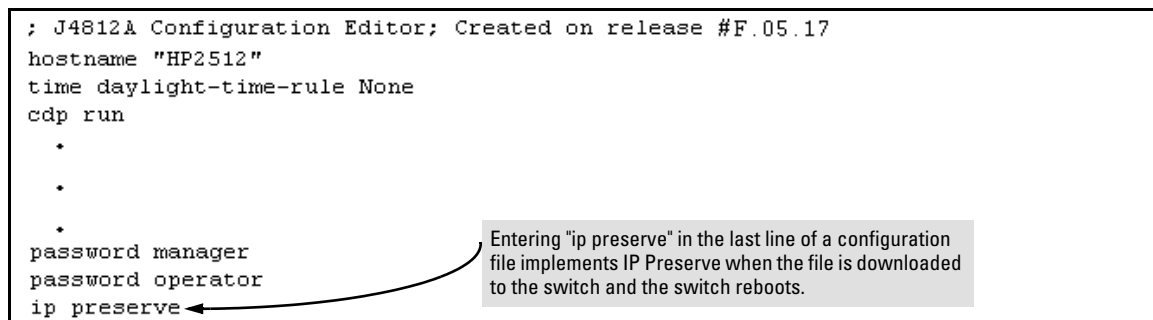 ; J4812A Configuration Editor; Created on release #F.05.17
hostname "HP2512"
time daylight-time-rule None
cdp run
.
.
.
password manager
password operator
ip preserve
Entering "ip preserve" in the last line of a configuration
file implements IP Preserve when the file is downloaded
to the switch and the switch reboots.